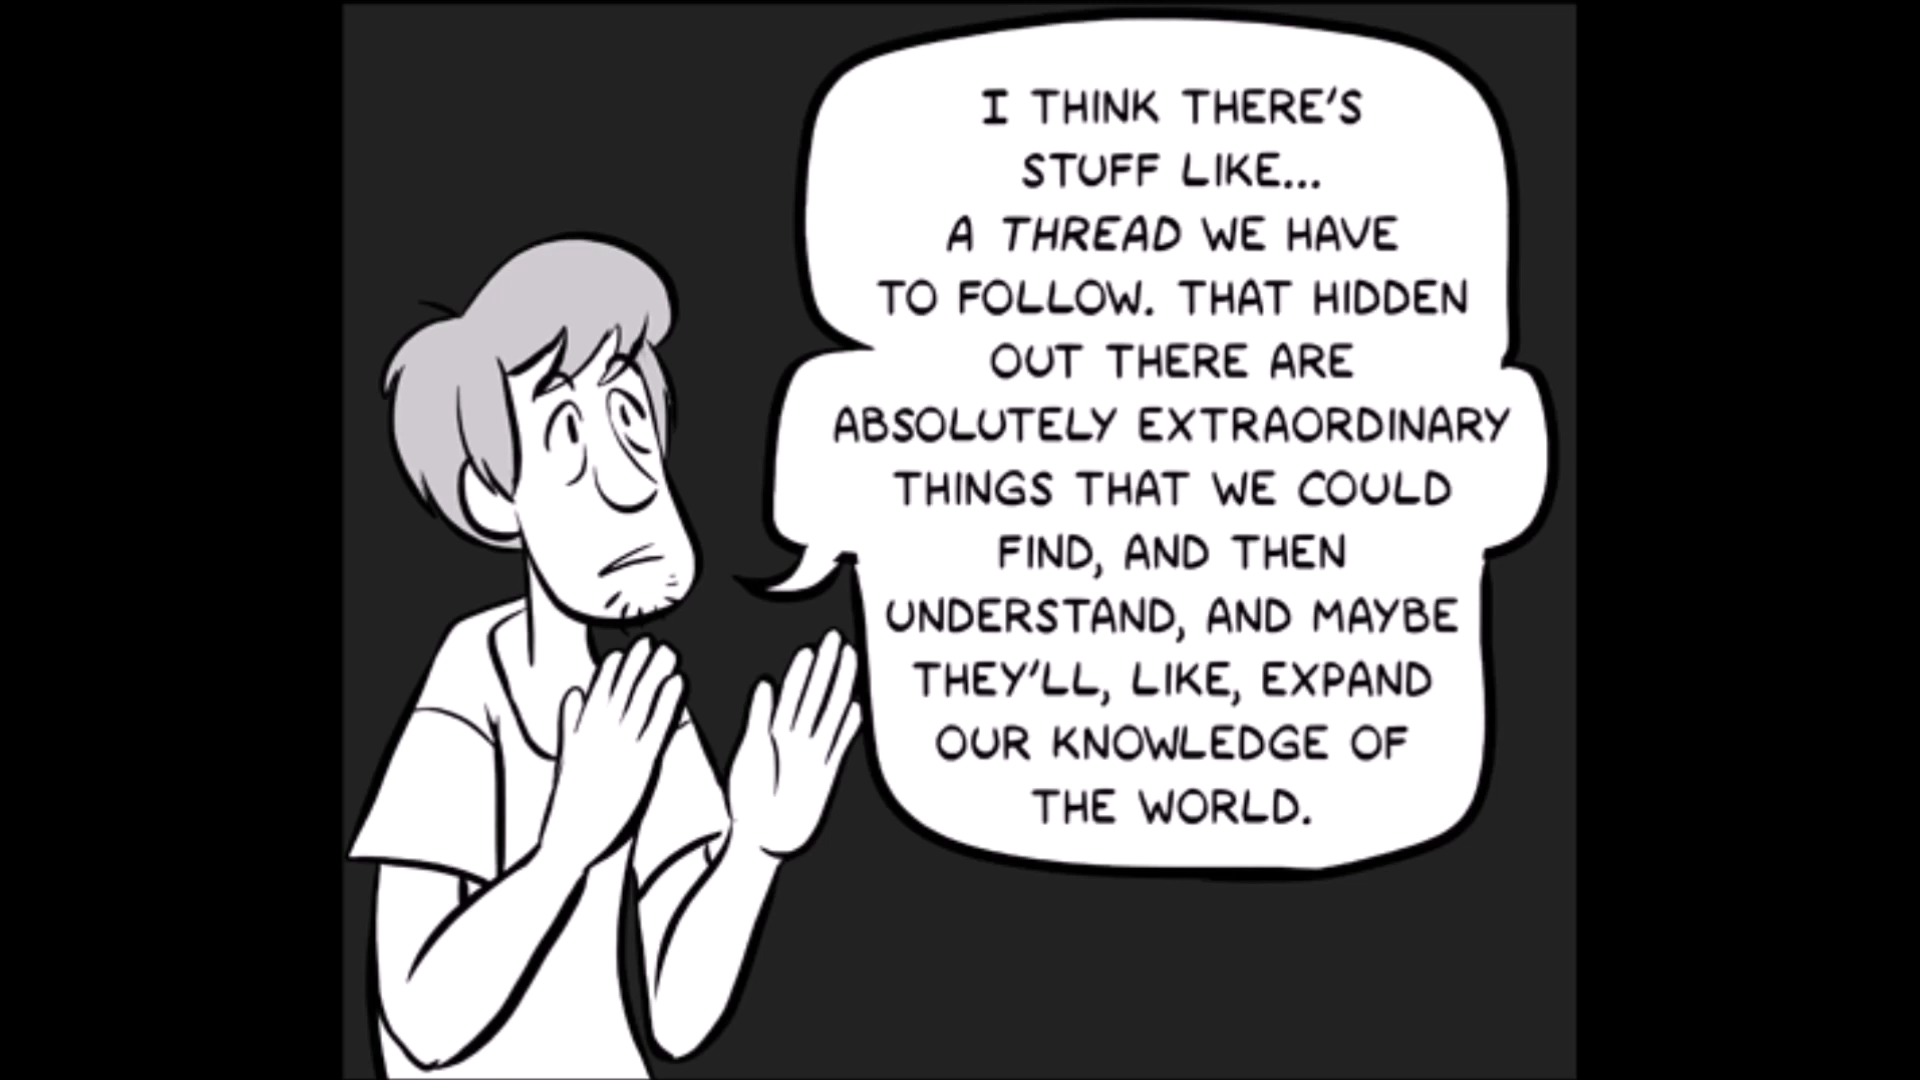 I THINK THERE'S
STUFF LIKE...
A THREAD WE HAVE
TO FOLLOW. THAT HIDDEN
OUT THERE ARE
ABSOLUTELY EXTRAORDINARY
THINGS THAT WE COULD
FIND, AND THEN
UNDERSTAND, AND MAYBE
THEY'LL, LIKE, EXPAND
OUR KNOWLEDGE OF
THE WORLD.